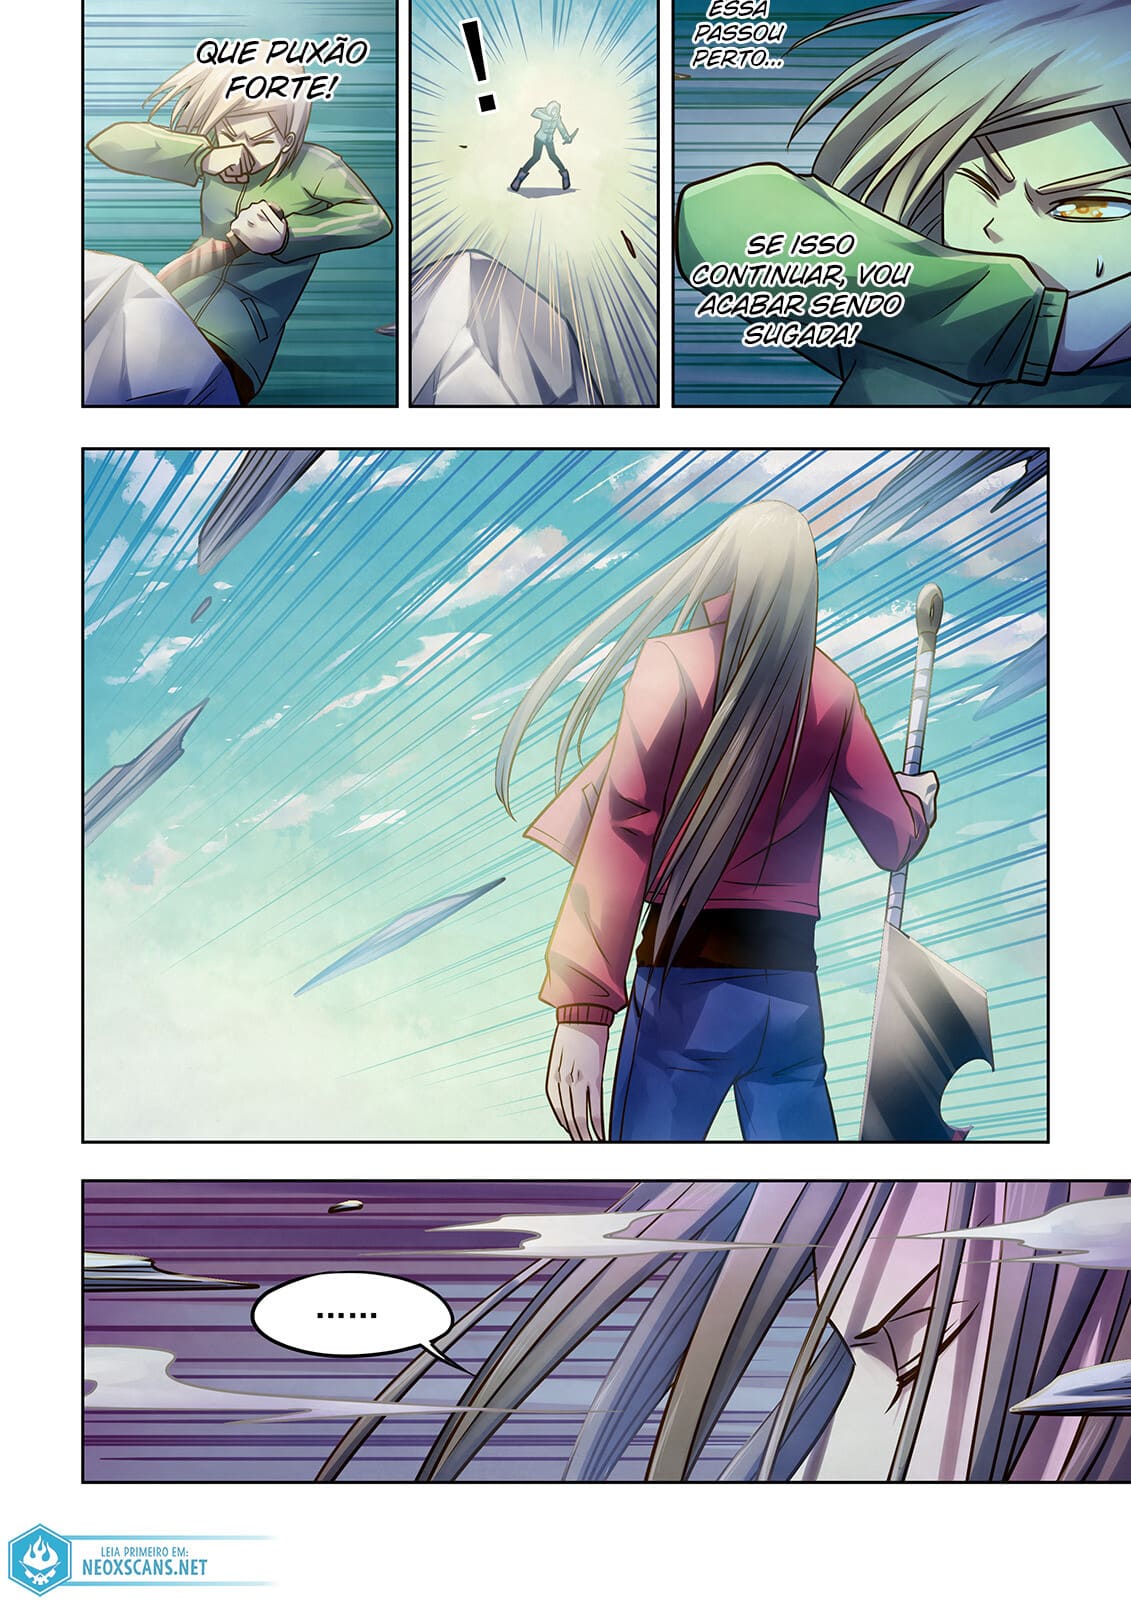 QUE PUXÃO
FORTE!
!
ESSA
PASSOU
PERTO...
SE ISSO
CONTINUAR, VOU
ACABAR SENDO
SUGADA!
......
LEIA PRIMEIRO EM:
NEOXSCANS.NET